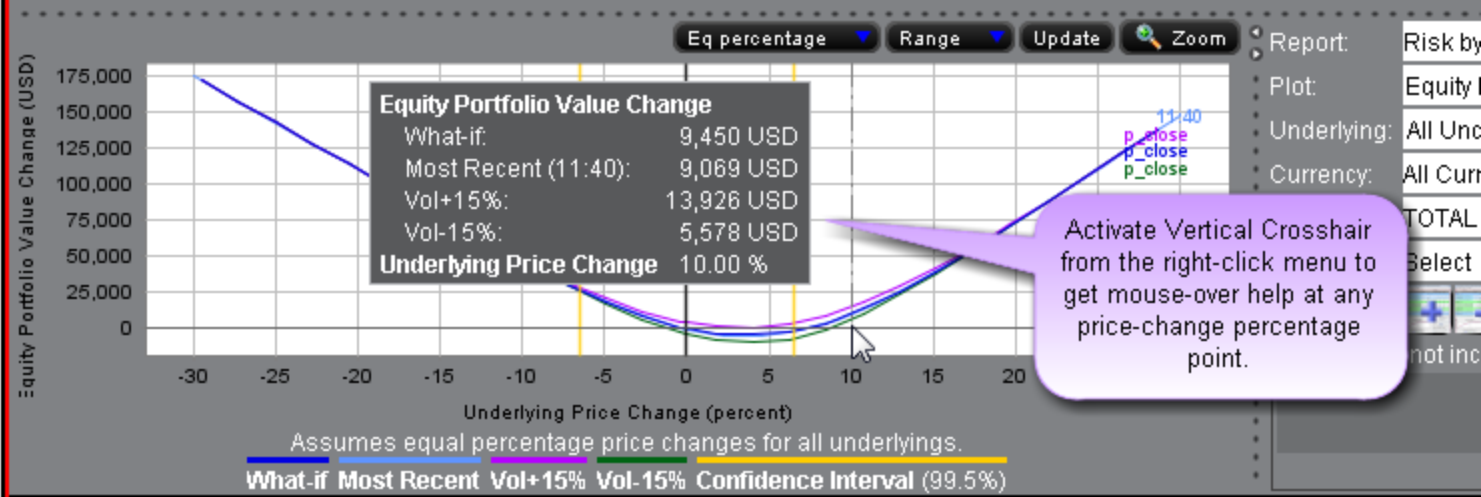 Eq percentage Range Update Zoom
Equity Portfolio Value Change (USD)
175,000
150,000
125,000
100,000
75,000
50,000
25,000
0
Equity Portfolio Value Change
What-if: 9,450 USD
Most Recent (11:40): 9,069 USD
Vol+15%: 13,926 USD
Vol-15%: 5,578 USD
Underlying Price Change 10.00 %
11:40
p_close
p_close
p_close
Activate Vertical Crosshair
from the right-click menu to
get mouse-over help at any
price-change percentage
point.
-30 -25 -20 -15 -10 -5 0 5 10 15 20
Underlying Price Change (percent)
Assumes equal percentage price changes for all underlyings.
What-if Most Recent Vol+15% Vol-15% Confidence Interval (99.5%)
Report: Risk by
Plot: Equity
Underlying: All
Currency: All
TOTAL
Select
not